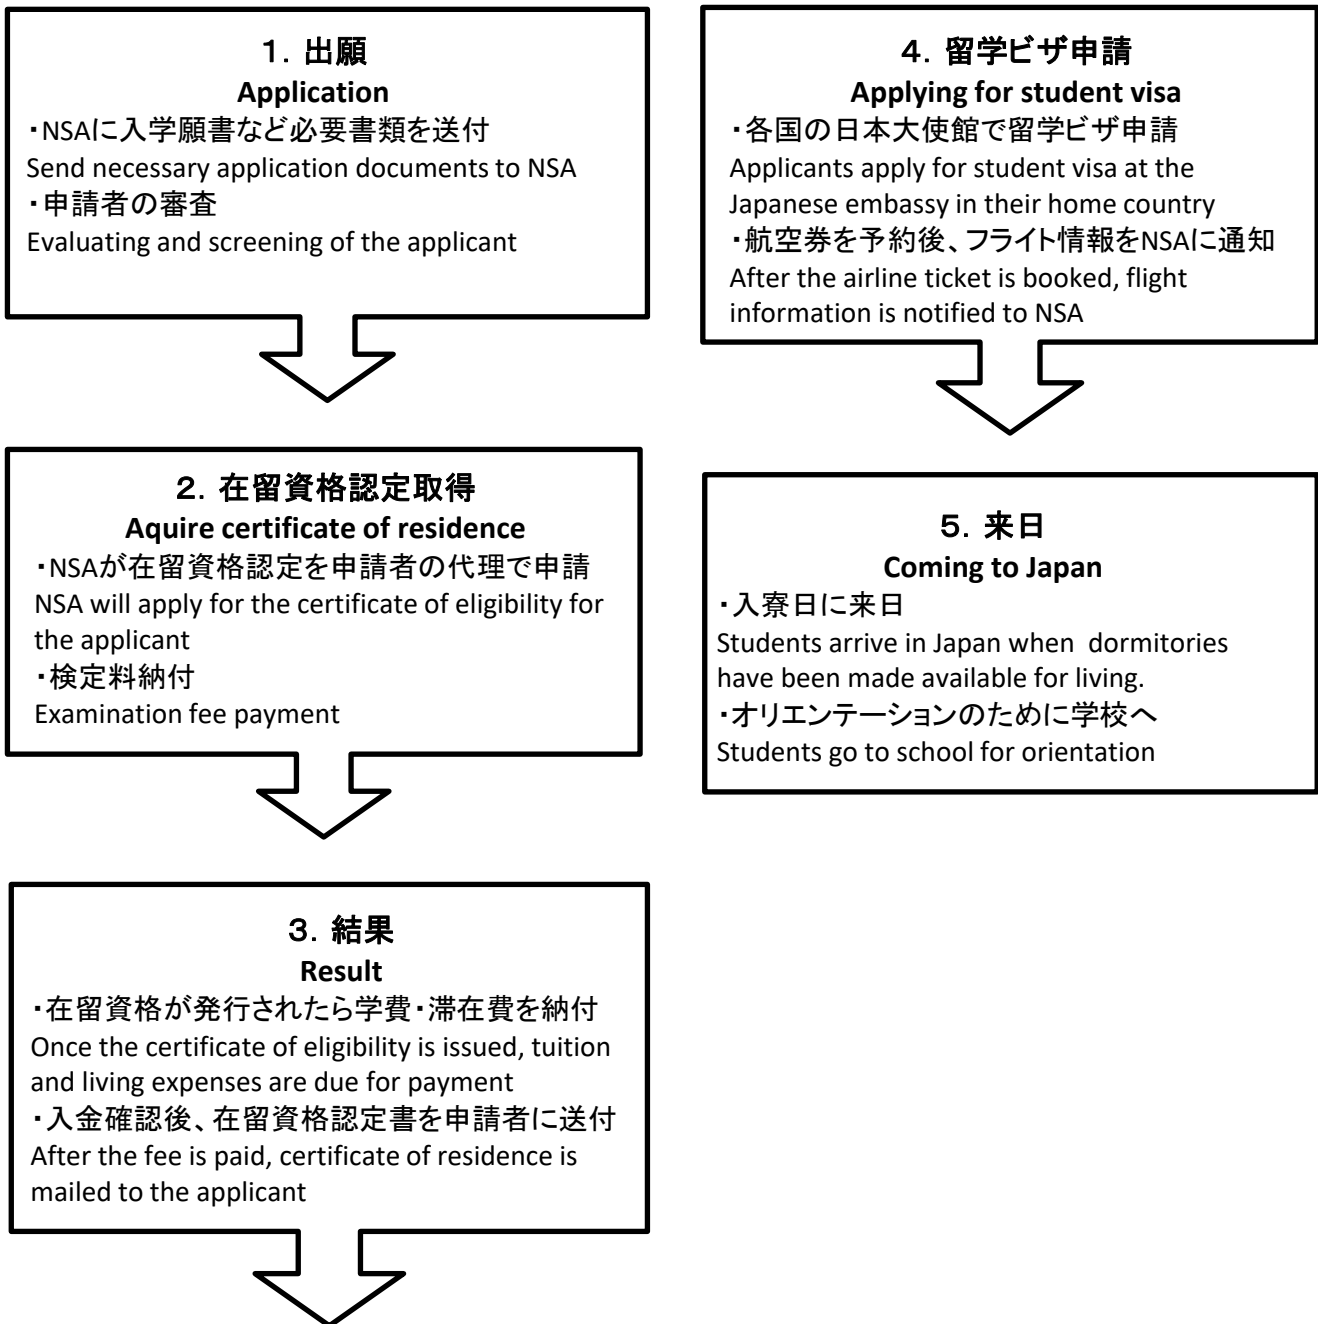 １．出願
Application
・NSAに入学願書など必要書類を送付
Send necessary application documents to NSA
・申請者の審査
Evaluating and screening of the applicant
２．在留資格認定取得
Aquire certificate of residence
・NSAが在留資格認定を申請者の代理で申請
NSA will apply for the certificate of eligibility for
the applicant
・検定料納付
Examination fee payment
３．結果
Result
・在留資格が発行されたら学費・滞在費を納付
Once the certificate of eligibility is issued, tuition
and living expenses are due for payment
・入金確認後、在留資格認定書を申請者に送付
After the fee is paid, certificate of residence is
mailed to the applicant
４．留学ビザ申請
Applying for student visa
・各国の日本大使館で留学ビザ申請
Applicants apply for student visa at the
Japanese embassy in their home country
・航空券を予約後、フライト情報をNSAに通知
After the airline ticket is booked, flight
information is notified to NSA
５．来日
Coming to Japan
・入寮日に来日
Students arrive in Japan when  dormitories
have been made available for living.
・オリエンテーションのために学校へ
Students go to school for orientation